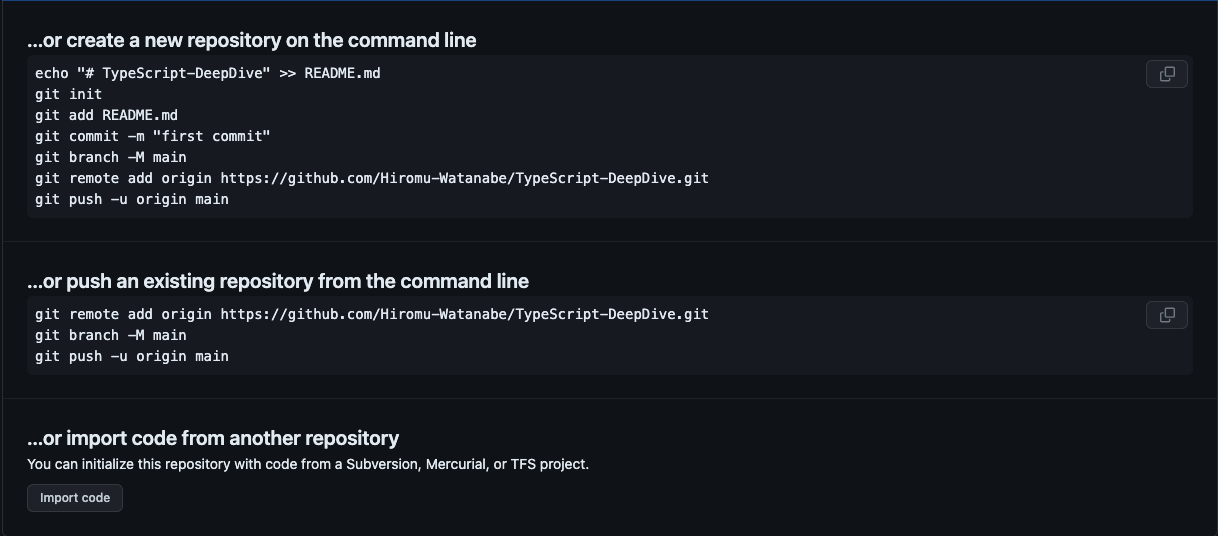 ...or create a new repository on the command line
echo "# TypeScript-DeepDive" >> README.md
git init
git add README.md
git commit -m "first commit"
git branch -M main
git remote add origin https://github.com/Hiromu-Watanabe/TypeScript-DeepDive.git
git push -u origin main
...or push an existing repository from the command line
git remote add origin https://github.com/Hiromu-Watanabe/TypeScript-DeepDive.git
git branch -M main
git push -u origin main
...or import code from another repository
You can initialize this repository with code from a Subversion, Mercurial, or TFS project.
Import code